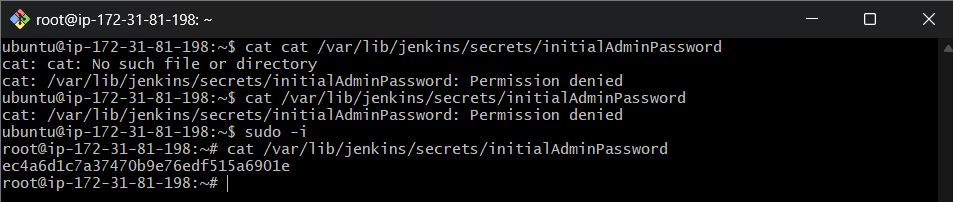 root@ip-172-31-81-198: ~
ubuntu@ip-172-31-81-198:~$ cat cat /var/lib/jenkins/secrets/initialAdminPassword
cat: cat: No such file or directory
cat: /var/lib/jenkins/secrets/initialAdminPassword: Permission denied
ubuntu@ip-172-31-81-198:~$ cat /var/lib/jenkins/secrets/initialAdminPassword
cat: /var/lib/jenkins/secrets/initialAdminPassword: Permission denied
ubuntu@ip-172-31-81-198:~$ sudo -i
root@ip-172-31-81-198:~# cat /var/lib/jenkins/secrets/initialAdminPassword
ec4a6d1c7a37470b9e76edf515a6901e
root@ip-172-31-81-198:~#